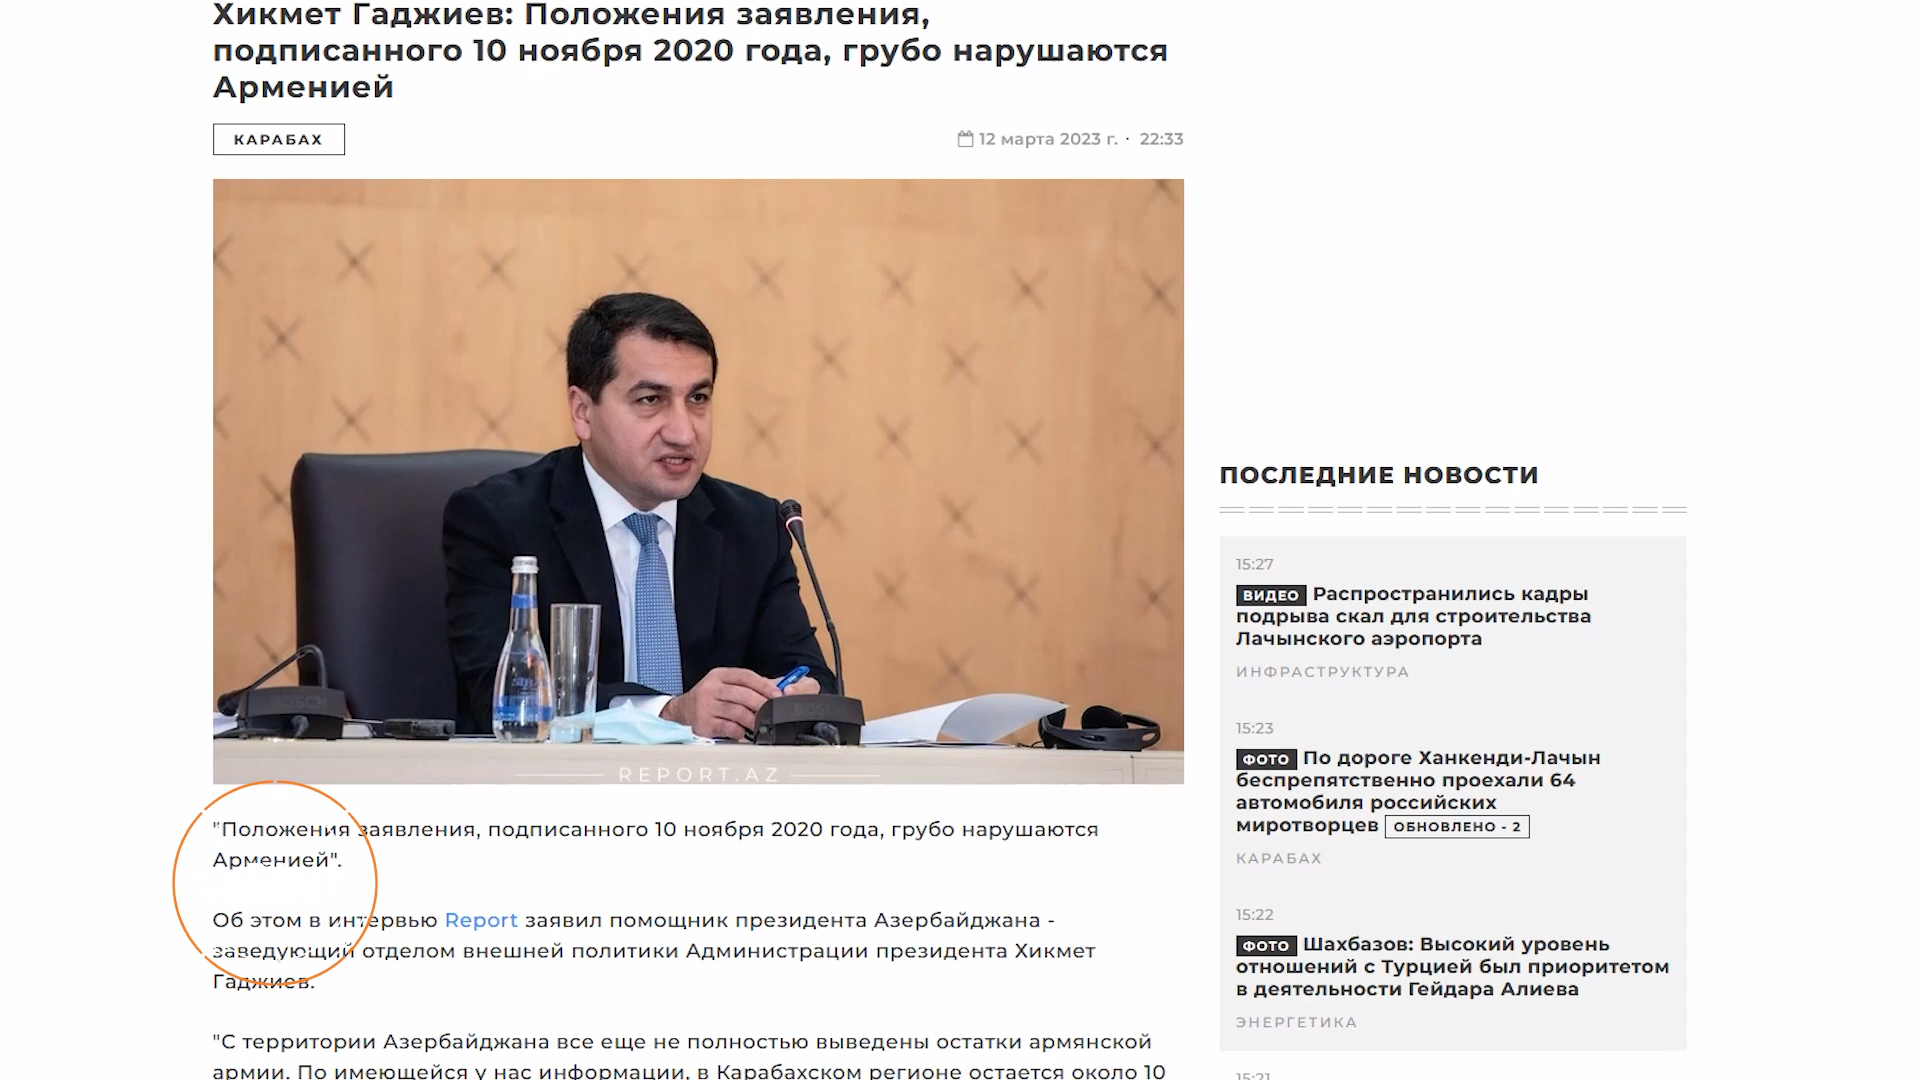 Хикмет Гаджиев: Положения заявления,
подписанного 10 ноября 2020 года, грубо нарушаются
Арменией
КАРАБАХ
12 марта 2023 г. · 22:33
BOSCH
BOSCH
REPORT.AZ
"Положения заявления, подписанного 10 ноября 2020 года, грубо нарушаются
Арменией".
Об этом в интервью Report заявил помощник президента Азербайджана -
заведующий отделом внешней политики Администрации президента Хикмет
Гаджиев.
"С территории Азербайджана все еще не полностью выведены остатки армянской
армии. По имеющейся у нас информации, в Карабахском регионе остается около 10
ПОСЛЕДНИЕ НОВОСТИ
15:27
ВИДЕО Распространились кадры
подрыва скал для строительства
Лачынского аэропорта
ИНФРАСТРУКТУРА
15:23
ФОТО По дороге Ханкенди-Лачын
беспрепятственно проехали 64
автомобиля российских
миротворцев ОБНОВЛЕНО - 2
КАРАБАХ
15:22
ФОТО Шахбазов: Высокий уровень
отношений с Турцией был приоритетом
в деятельности Гейдара Алиева
ЭНЕРГЕТИКА
15:21